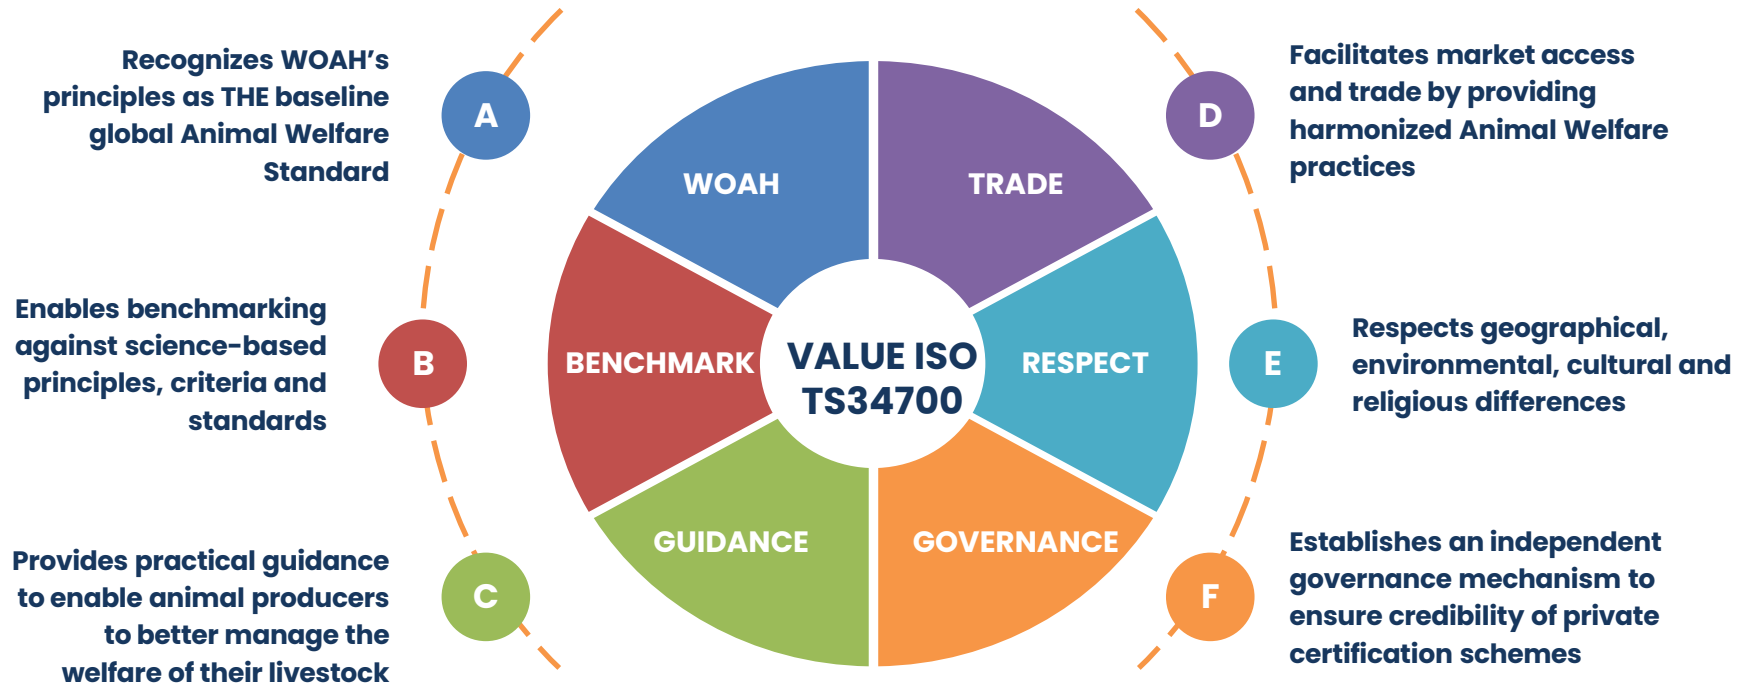 Recognizes WOAH’s
principles as THE baseline
global Animal Welfare
Standard
A
Enables benchmarking
against science-based
principles, criteria and
standards
B
Provides practical guidance
to enable animal producers
to better manage the
welfare of their livestock
C
WOAH
TRADE
BENCHMARK
VALUE ISO
TS34700
RESPECT
GUIDANCE
GOVERNANCE
D
Facilitates market access
and trade by providing
harmonized Animal Welfare
practices
E
Respects geographical,
environmental, cultural and
religious differences
F
Establishes an independent
governance mechanism to
ensure credibility of private
certification schemes